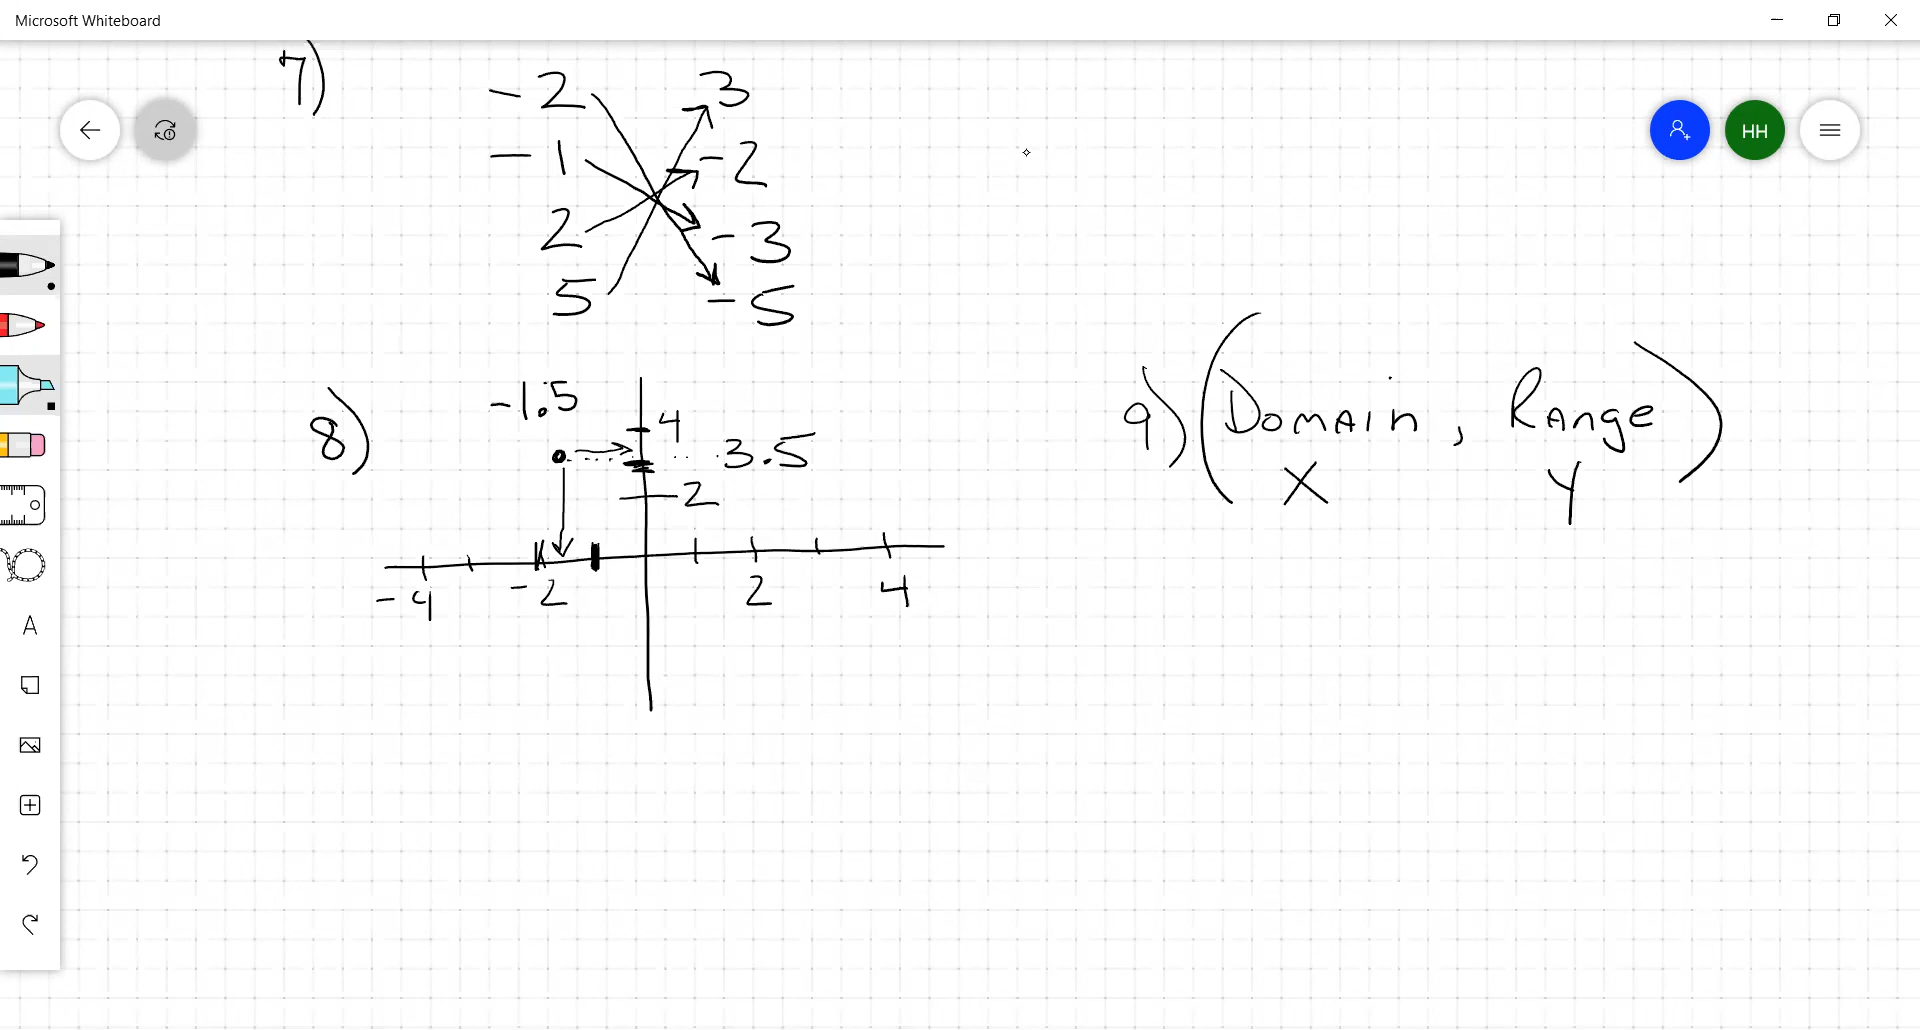 Microsoft Whiteboard
HH
7)
-2 3
-1 -2
2 -3
5 -5
8)
-1.5
4
3.5
2
-4 -2 2 4
9) (Domain, Range)
X Y
A